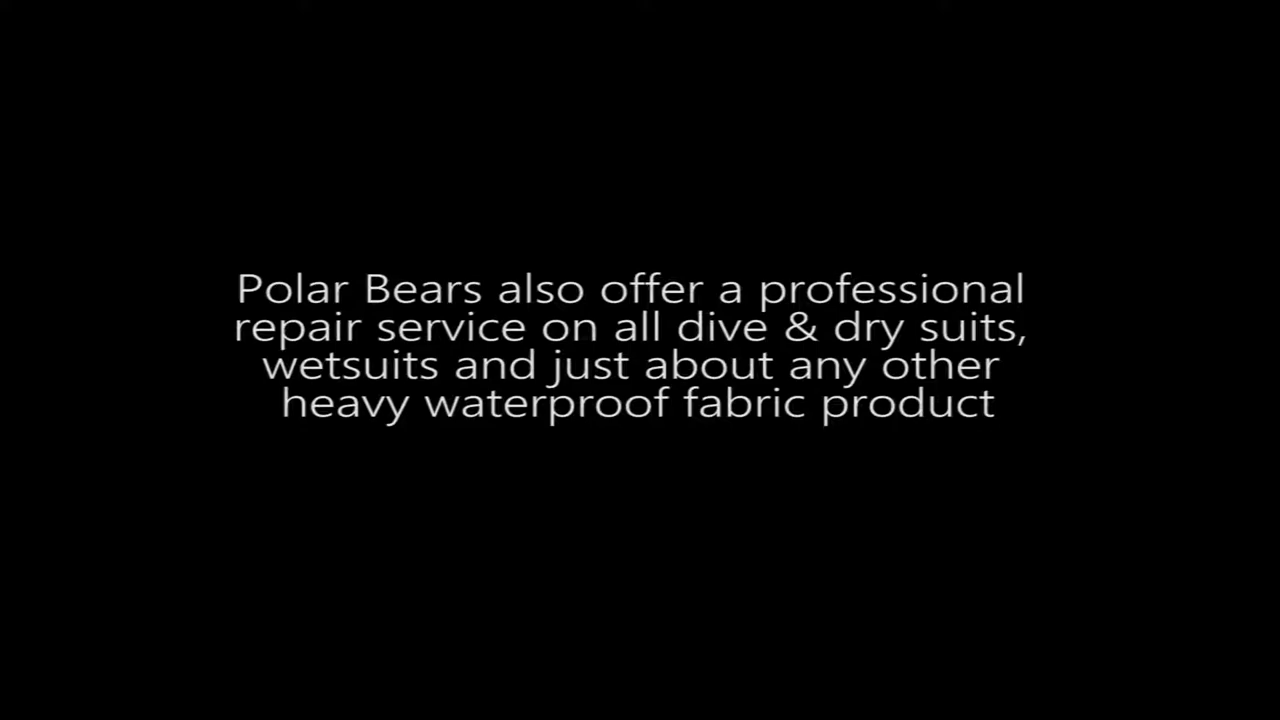 Polar Bears also offer a professional
repair service on all dive & dry suits,
wetsuits and just about any other
heavy waterproof fabric product